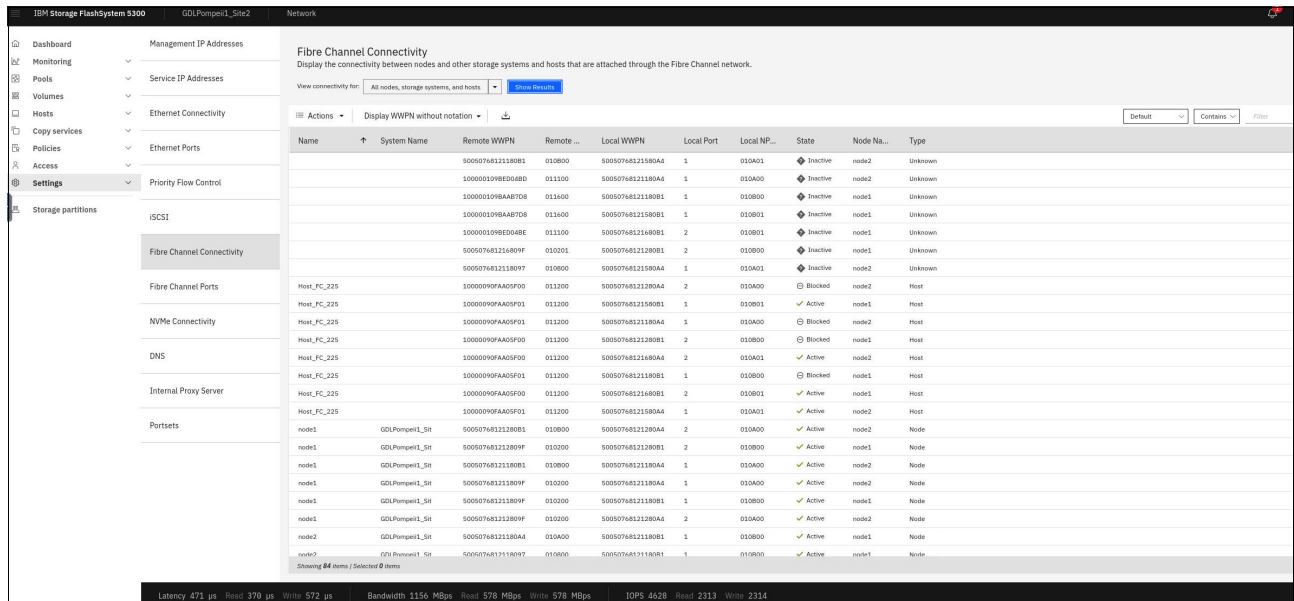 IBM Storage FlashSystem 5300 GDLPompeii1_Site2 Network
Dashboard
Monitoring
Pools
Volumes
Hosts
Copy services
Policies
Access
Settings
Storage partitions
Management IP Addresses
Service IP Addresses
Ethernet Connectivity
Ethernet Ports
Priority Flow Control
iSCSI
Fibre Channel Connectivity
Fibre Channel Ports
NVMe Connectivity
DNS
Internal Proxy Server
Portsets
Fibre Channel Connectivity
Display the connectivity between nodes and other storage systems and hosts that are attached through the Fibre Channel network.
View connectivity for: All nodes, storage systems, and hosts Show Results
Actions Display WWPN without notation Default Contains Filter
Name System Name Remote WWPN Remote ... Local WWPN Local Port Local NP... State Node Na... Type
50050768121180B1 010B00 50050768121580A4 1 010A01 Inactive node2 Unknown
100000109BED04BD 011100 50050768121180A4 1 010A00 Inactive node2 Unknown
100000109BAAB7D8 011600 50050768121180B1 1 010B00 Inactive node1 Unknown
100000109BAAB7D8 011600 50050768121580B1 1 010B01 Inactive node1 Unknown
100000109BED04BE 011100 50050768121680B1 2 010B01 Inactive node1 Unknown
500507681216809F 010201 50050768121280B1 2 010B00 Inactive node1 Unknown
5005076812118097 010800 50050768121580A4 1 010A01 Inactive node2 Unknown
Host_FC_225 10000090FAA05F00 011200 50050768121280A4 2 010A00 Blocked node2 Host
Host_FC_225 10000090FAA05F01 011200 50050768121580B1 1 010B01 Active node1 Host
Host_FC_225 10000090FAA05F01 011200 50050768121180A4 1 010A00 Blocked node2 Host
Host_FC_225 10000090FAA05F00 011200 50050768121280B1 2 010B00 Blocked node1 Host
Host_FC_225 10000090FAA05F00 011200 50050768121680A4 2 010A01 Active node2 Host
Host_FC_225 10000090FAA05F01 011200 50050768121180B1 1 010B00 Blocked node1 Host
Host_FC_225 10000090FAA05F00 011200 50050768121680B1 2 010B01 Active node1 Host
Host_FC_225 10000090FAA05F01 011200 50050768121580A4 1 010A01 Active node2 Host
node1 GDLPompeii1_Sit 50050768121280B1 010B00 50050768121280A4 2 010A00 Active node2 Node
node1 GDLPompeii1_Sit 500507681212809F 010200 50050768121280B1 2 010B00 Active node1 Node
node1 GDLPompeii1_Sit 50050768121180B1 010B00 50050768121180A4 1 010A00 Active node2 Node
node1 GDLPompeii1_Sit 500507681211809F 010200 50050768121180A4 1 010A00 Active node2 Node
node1 GDLPompeii1_Sit 500507681211809F 010200 50050768121180B1 1 010B00 Active node1 Node
node1 GDLPompeii1_Sit 500507681212809F 010200 50050768121280A4 2 010A00 Active node2 Node
node2 GDLPompeii1_Sit 50050768121180A4 010A00 50050768121180B1 1 010B00 Active node1 Node
node2 GDLPompeii1_Sit 5005076812118097 010800 50050768121180B1 1 010B00 Active node1 Node
Showing 84 items | Selected 0 items
Latency 471 µs Read 370 µs Write 572 µs Bandwidth 1156 MBps Read 578 MBps Write 578 MBps IOPS 4628 Read 2313 Write 2314